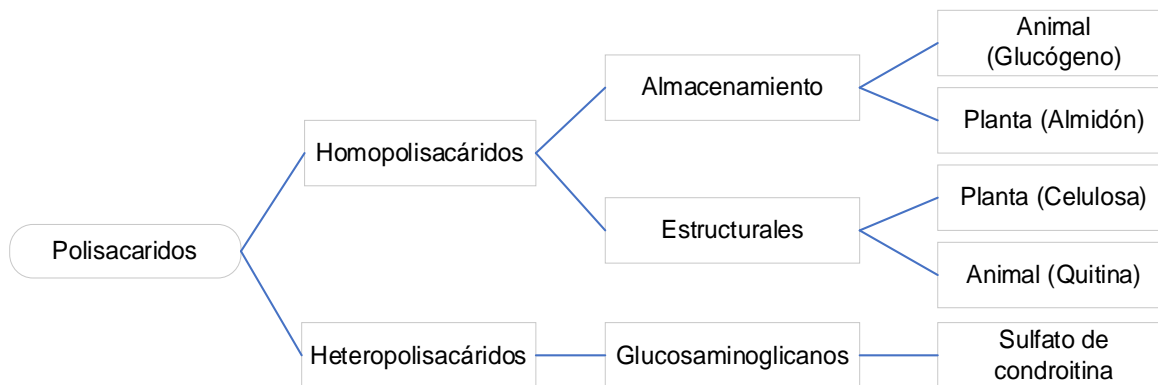 Polisacaridos
Homopolisacáridos
Almacenamiento
Animal
(Glucógeno)
Planta (Almidón)
Estructurales
Planta (Celulosa)
Animal (Quitina)
Heteropolisacáridos
Glucosaminoglicanos
Sulfato de
condroitina